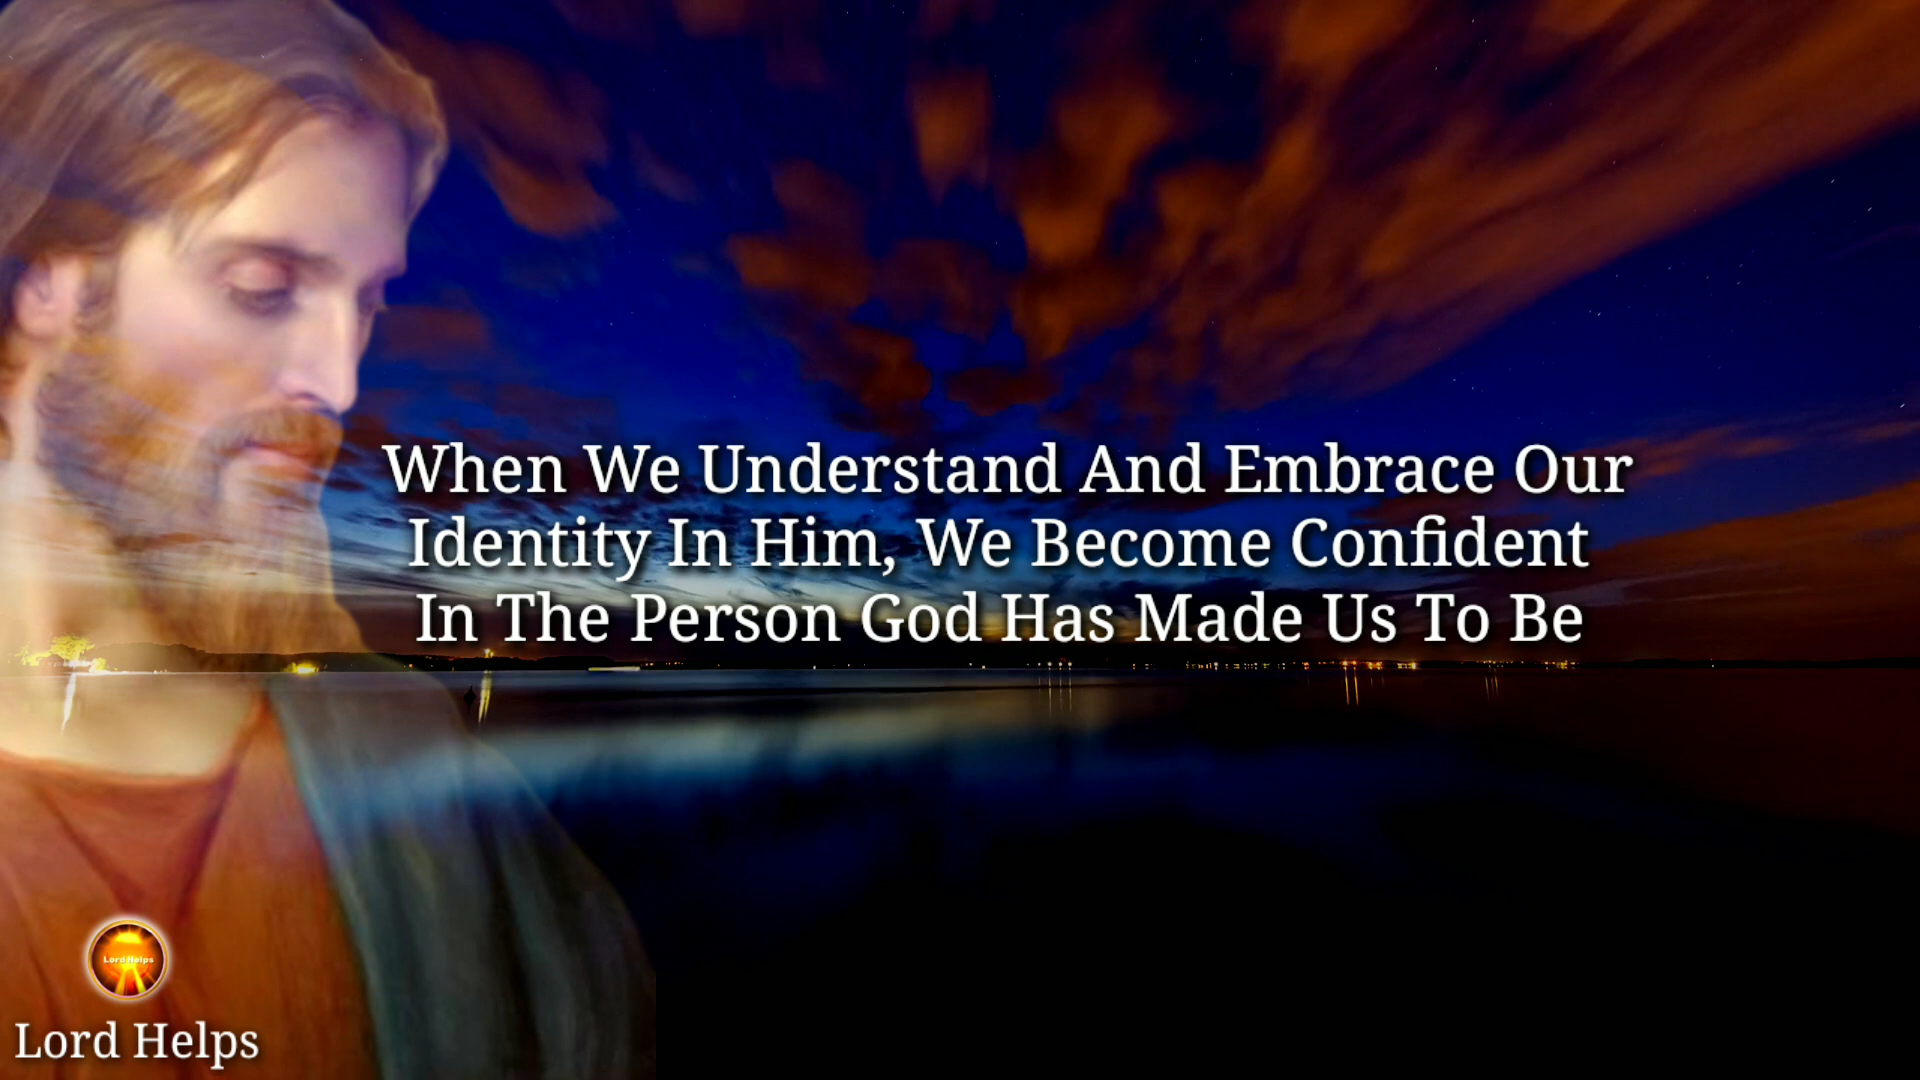 When We Understand And Embrace Our
Identity In Him, We Become Confident
In The Person God Has Made Us To Be
Lord Helps
Lord Helps